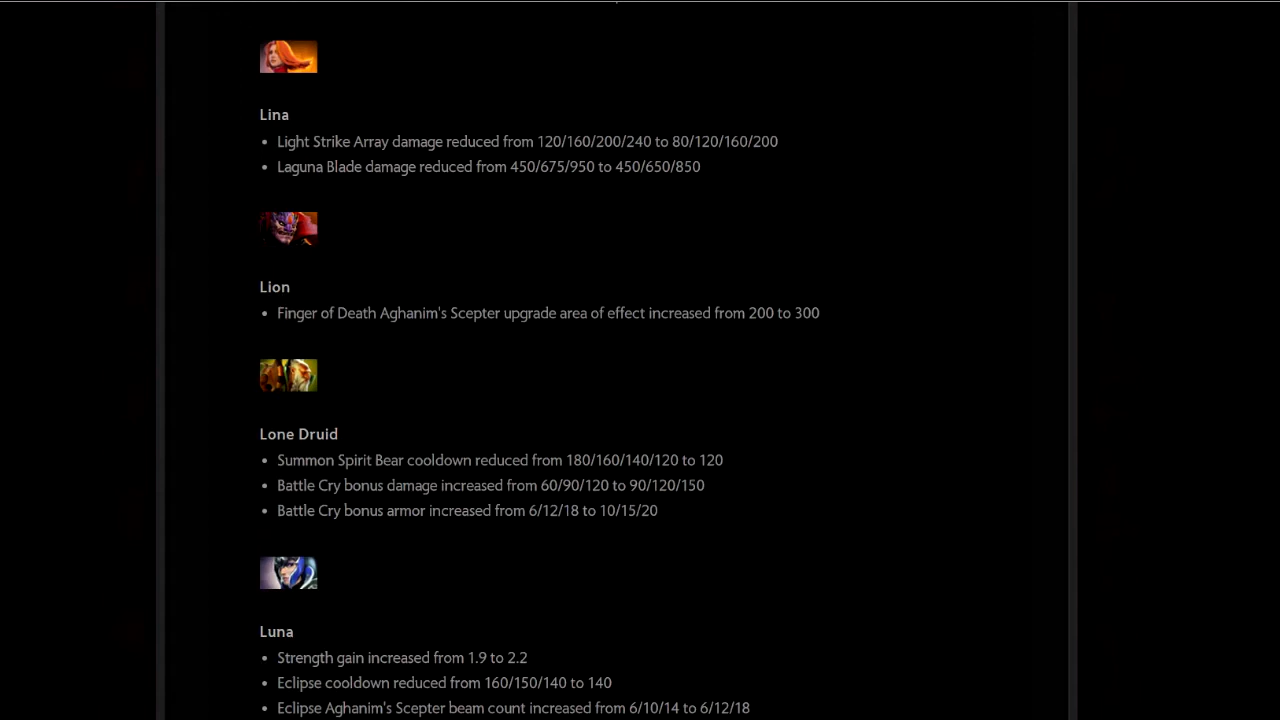 Lina
• Light Strike Array damage reduced from 120/160/200/240 to 80/120/160/200
• Laguna Blade damage reduced from 450/675/950 to 450/650/850
Lion
• Finger of Death Aghanim's Scepter upgrade area of effect increased from 200 to 300
Lone Druid
• Summon Spirit Bear cooldown reduced from 180/160/140/120 to 120
• Battle Cry bonus damage increased from 60/90/120 to 90/120/150
• Battle Cry bonus armor increased from 6/12/18 to 10/15/20
Luna
• Strength gain increased from 1.9 to 2.2
• Eclipse cooldown reduced from 160/150/140 to 140
• Eclipse Aghanim's Scepter beam count increased from 6/10/14 to 6/12/18